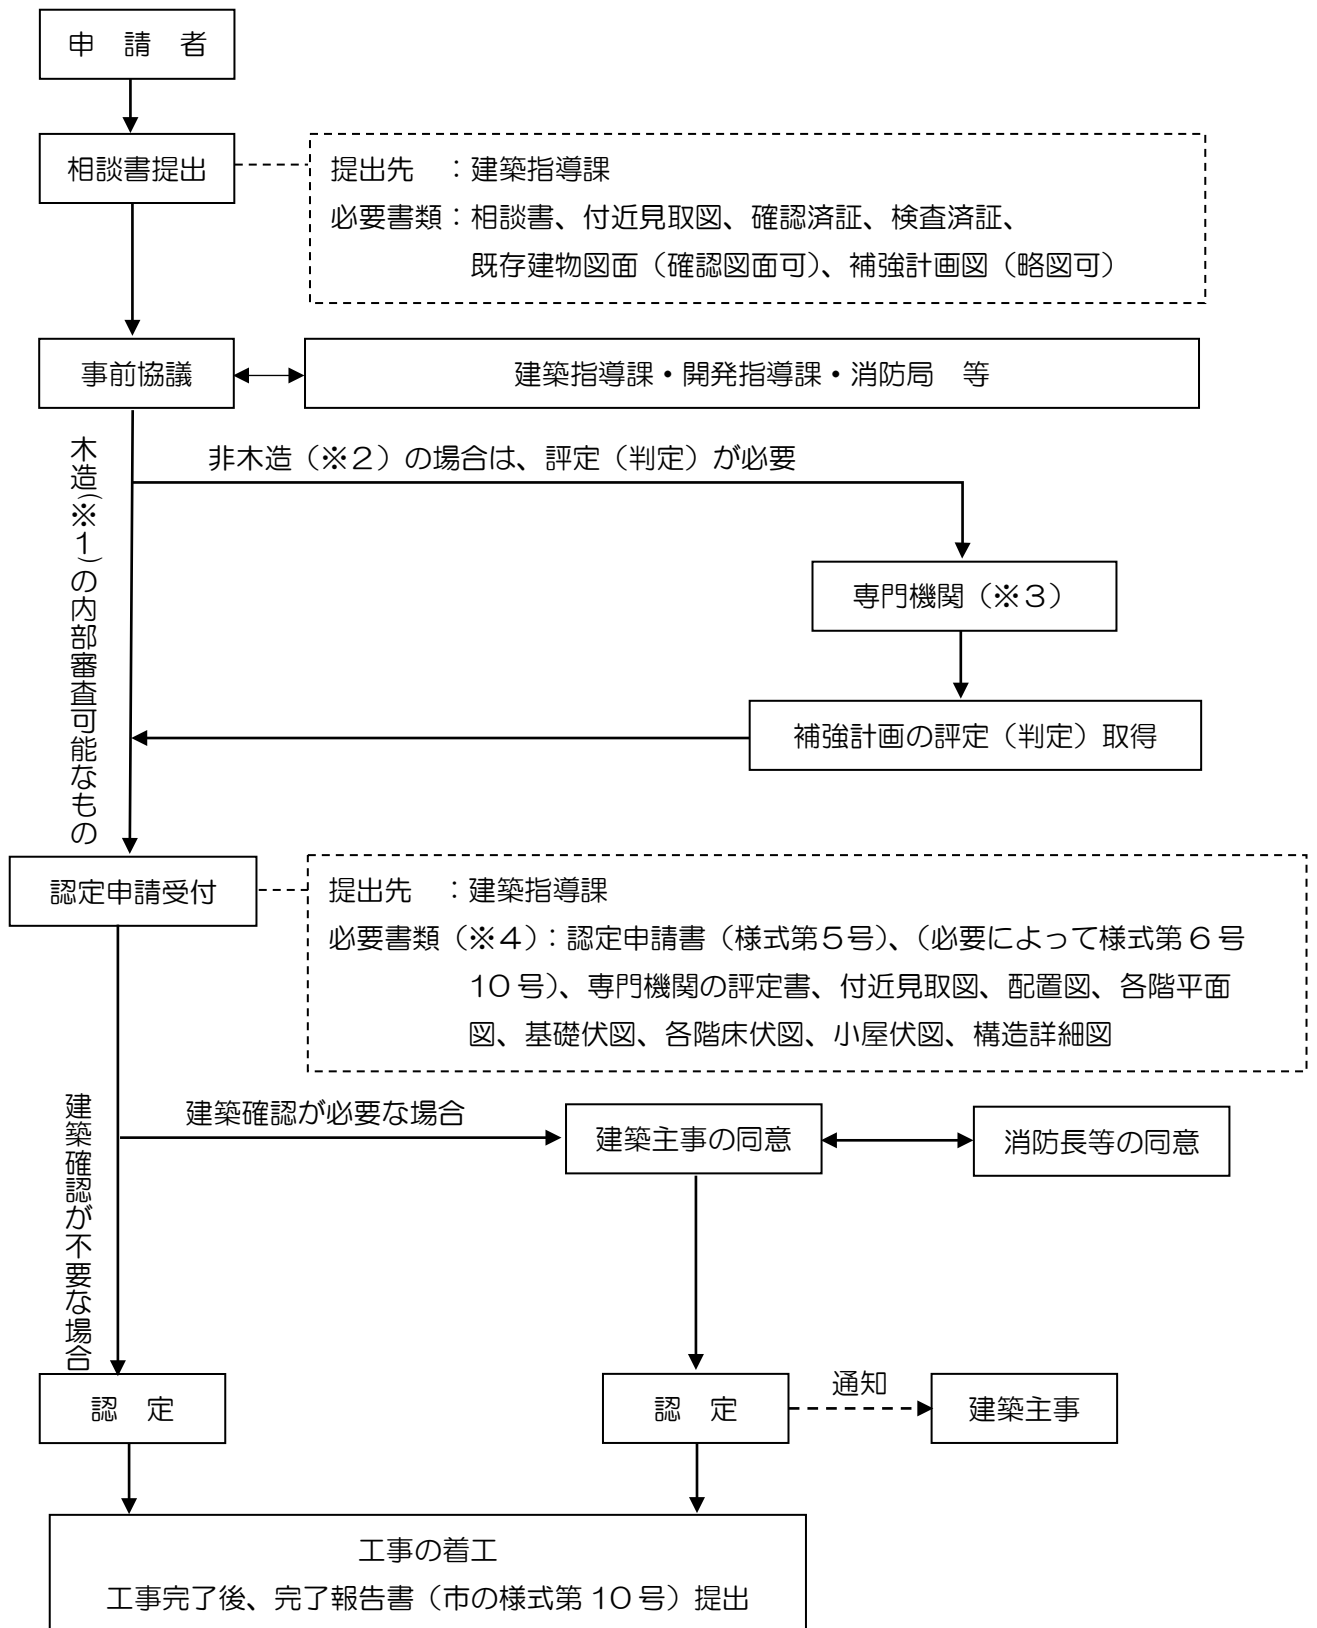 申　請　者
相談書提出
提出先　：建築指導課
必要書類：相談書、付近見取図、確認済証、検査済証、
既存建物図面（確認図面可）、補強計画図（略図可）
事前協議
建築指導課・開発指導課・消防局　等
木造（※１）の内部審査可能なもの
非木造（※２）の場合は、評定（判定）が必要
専門機関（※３）
補強計画の評定（判定）取得
認定申請受付
提出先　：建築指導課
必要書類（※４）：認定申請書（様式第５号）、（必要によって様式第６号
10号）、専門機関の評定書、付近見取図、配置図、各階平面
図、基礎伏図、各階床伏図、小屋伏図、構造詳細図
建築確認が不要な場合
建築確認が必要な場合
建築主事の同意
消防長等の同意
認　定
認　定
通知
建築主事
工事の着工
工事完了後、完了報告書（市の様式第10号）提出